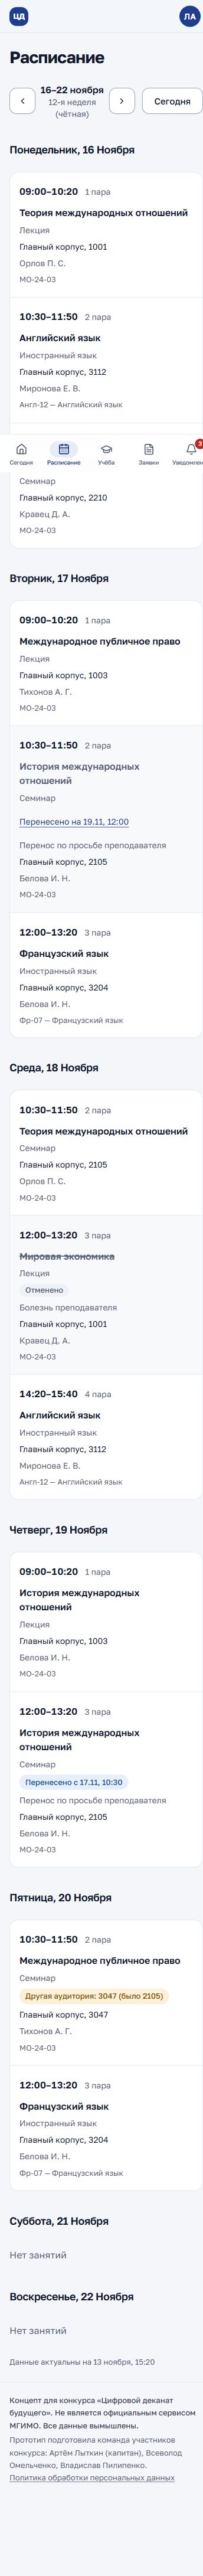 ЦД
ЛА
Расписание
16–22 ноября
12-я неделя
(чётная)
Сегодня
Понедельник, 16 Ноября
09:00–10:20 1 пара
Теория международных отношений
Лекция
Главный корпус, 1001
Орлов П. С.
МО-24-03
10:30–11:50 2 пара
Английский язык
Иностранный язык
Главный корпус, 3112
Миронова Е. В.
Англ-12 — Английский язык
Сегодня
Расписание
Учёба
Заявки
3
Семинар
Главный корпус, 2210
Кравец Д. А.
МО-24-03
Вторник, 17 Ноября
09:00–10:20 1 пара
Международное публичное право
Лекция
Главный корпус, 1003
Тихонов А. Г.
МО-24-03
10:30–11:50 2 пара
История международных
отношений
Семинар
Перенесено на 19.11, 12:00
Перенос по просьбе преподавателя
Главный корпус, 2105
Белова И. Н.
МО-24-03
12:00–13:20 3 пара
Французский язык
Иностранный язык
Главный корпус, 3204
Белова И. Н.
Фр-07 — Французский язык
Среда, 18 Ноября
10:30–11:50 2 пара
Теория международных отношений
Семинар
Главный корпус, 2105
Орлов П. С.
МО-24-03
12:00–13:20 3 пара
Мировая экономика
Лекция
Отменено
Болезнь преподавателя
Главный корпус, 1001
Кравец Д. А.
МО-24-03
14:20–15:40 4 пара
Английский язык
Иностранный язык
Главный корпус, 3112
Миронова Е. В.
Англ-12 — Английский язык
Четверг, 19 Ноября
09:00–10:20 1 пара
История международных
отношений
Лекция
Главный корпус, 1003
Белова И. Н.
МО-24-03
12:00–13:20 3 пара
История международных
отношений
Семинар
Перенесено с 17.11, 10:30
Перенос по просьбе преподавателя
Главный корпус, 2105
Белова И. Н.
МО-24-03
Пятница, 20 Ноября
10:30–11:50 2 пара
Международное публичное право
Семинар
Другая аудитория: 3047 (было 2105)
Главный корпус, 3047
Тихонов А. Г.
МО-24-03
12:00–13:20 3 пара
Французский язык
Иностранный язык
Главный корпус, 3204
Белова И. Н.
Фр-07 — Французский язык
Суббота, 21 Ноября
Нет занятий
Воскресенье, 22 Ноября
Нет занятий
Данные актуальны на 13 ноября, 15:20
Концепт для конкурса «Цифровой деканат
будущего». Не является официальным сервисом
МГИМО. Все данные вымышлены.
Прототип подготовила команда участников
конкурса: Артём Лыткин (капитан), Всеволод
Омельченко, Владислав Пилипенко.
Политика обработки персональных данных